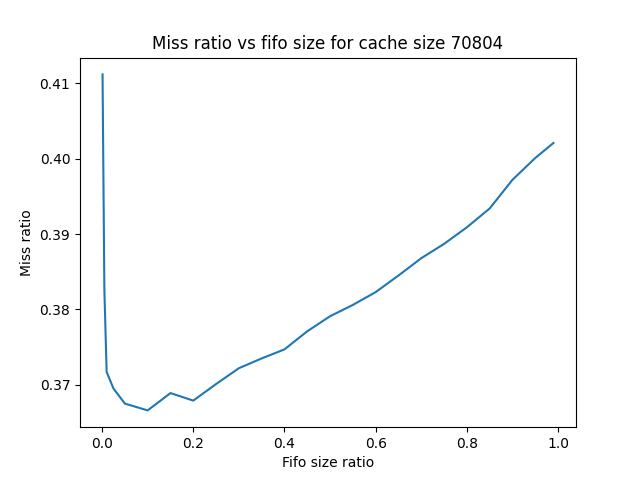 Miss ratio vs fifo size for cache size 70804
0.41
0.40
0.39
0.38
0.37
Miss ratio
0.0 0.2 0.4 0.6 0.8 1.0
Fifo size ratio